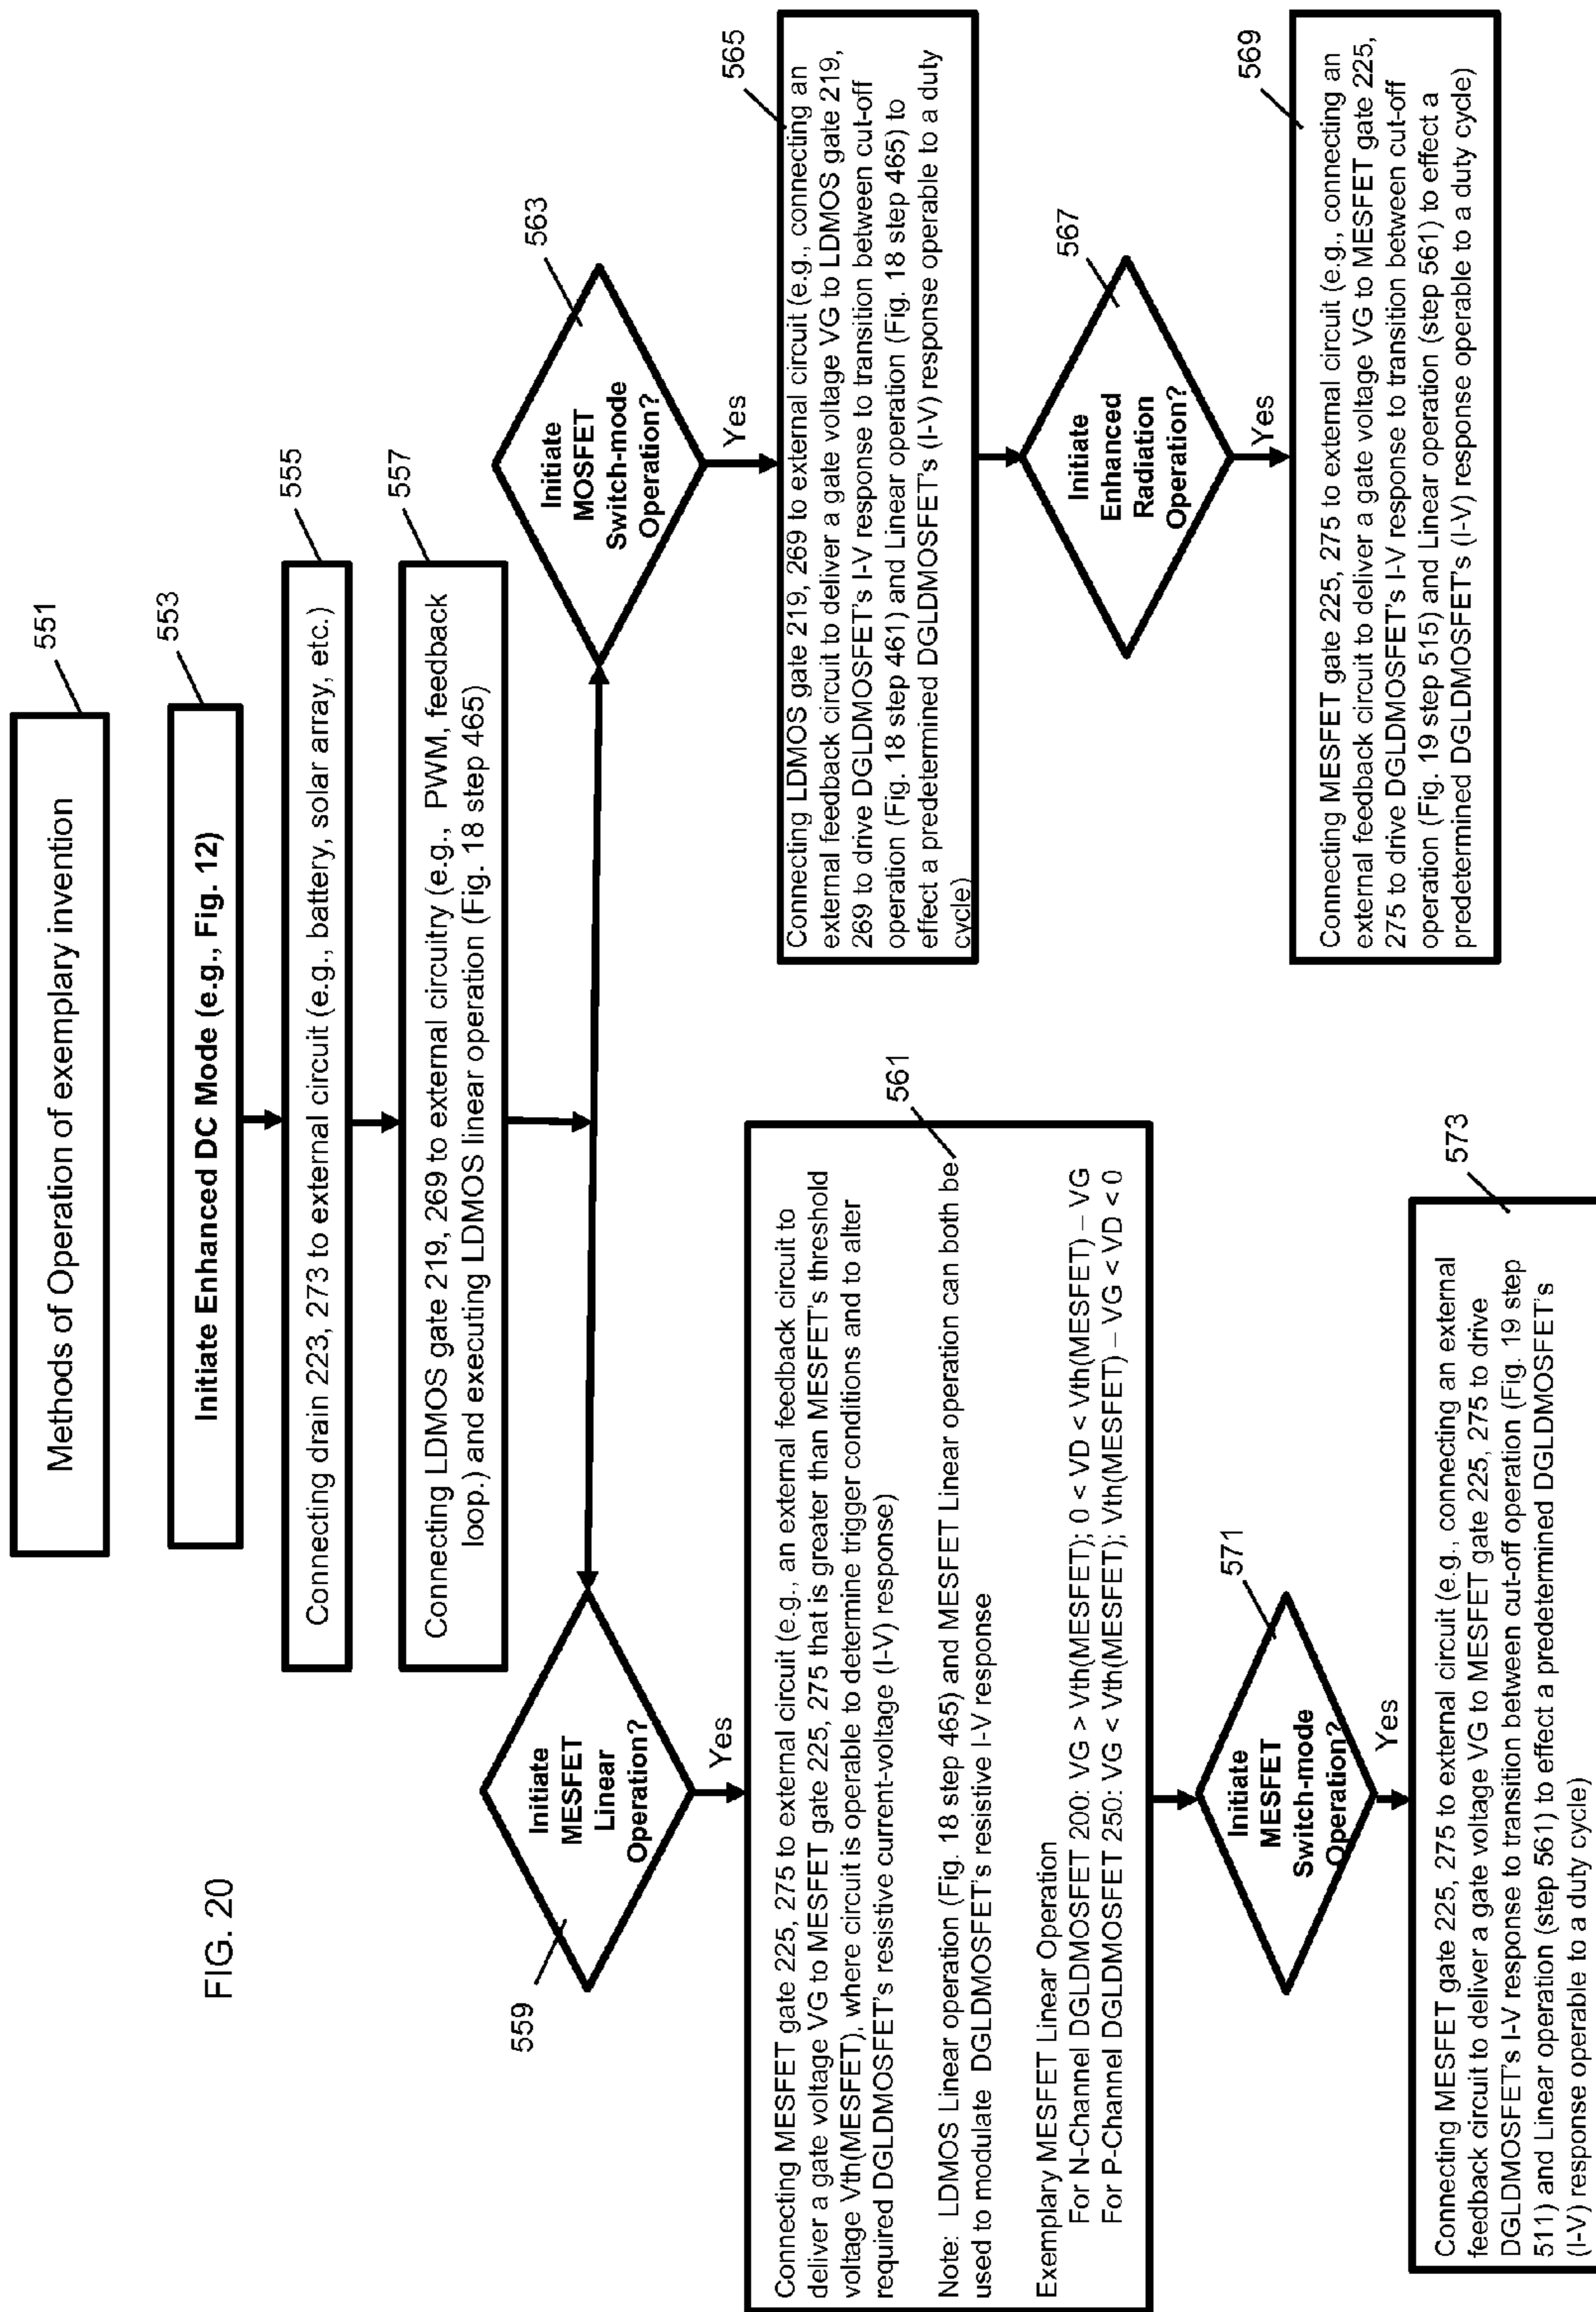 FIG. 20
Methods of Operation of exemplary invention
551
Initiate Enhanced DC Mode (e.g., Fig. 12)
553
Connecting drain 223, 273 to external circuit (e.g., battery, solar array, etc.)
555
Connecting LDMOS gate 219, 269 to external circuitry (e.g., PWM, feedback
loop.) and executing LDMOS linear operation (Fig. 18 step 465)
557
Initiate
MESFET
Linear
Operation?
559
Yes
Connecting MESFET gate 225, 275 to external circuit (e.g., an external feedback circuit to
deliver a gate voltage VG to MESFET gate 225, 275 that is greater than MESFET's threshold
voltage Vth(MESFET), where circuit is operable to determine trigger conditions and to alter
required DGLDMOSFET's resistive current-voltage (I-V) response)
Note: LDMOS Linear operation (Fig. 18 step 465) and MESFET Linear operation can both be
used to modulate DGLDMOSFET's resistive I-V response
Exemplary MESFET Linear Operation
For N-Channel DGLDMOSFET 200: VG > Vth(MESFET); 0 < VD < Vth(MESFET) – VG
For P-Channel DGLDMOSFET 250: VG < Vth(MESFET); Vth(MESFET) – VG < VD < 0
561
Initiate
MESFET
Switch-mode
Operation?
571
Yes
Connecting MESFET gate 225, 275 to external circuit (e.g., connecting an external
feedback circuit to deliver a gate voltage VG to MESFET gate 225, 275 to drive
DGLDMOSFET's I-V response to transition between cut-off operation (Fig. 19 step
511) and Linear operation (step 561) to effect a predetermined DGLDMOSFET's
(I-V) response operable to a duty cycle)
573
Initiate
MOSFET
Switch-mode
Operation?
563
Yes
Connecting LDMOS gate 219, 269 to external circuit (e.g., connecting an
external feedback circuit to deliver a gate voltage VG to LDMOS gate 219,
269 to drive DGLDMOSFET's I-V response to transition between cut-off
operation (Fig. 18 step 461) and Linear operation (Fig. 18 step 465) to
effect a predetermined DGLDMOSFET's (I-V) response operable to a duty
cycle)
565
Initiate
Enhanced
Radiation
Operation?
567
Yes
Connecting MESFET gate 225, 275 to external circuit (e.g., connecting an
external feedback circuit to deliver a gate voltage VG to MESFET gate 225,
275 to drive DGLDMOSFET's I-V response to transition between cut-off
operation (Fig. 19 step 515) and Linear operation (step 561) to effect a
predetermined DGLDMOSFET's (I-V) response operable to a duty cycle)
569